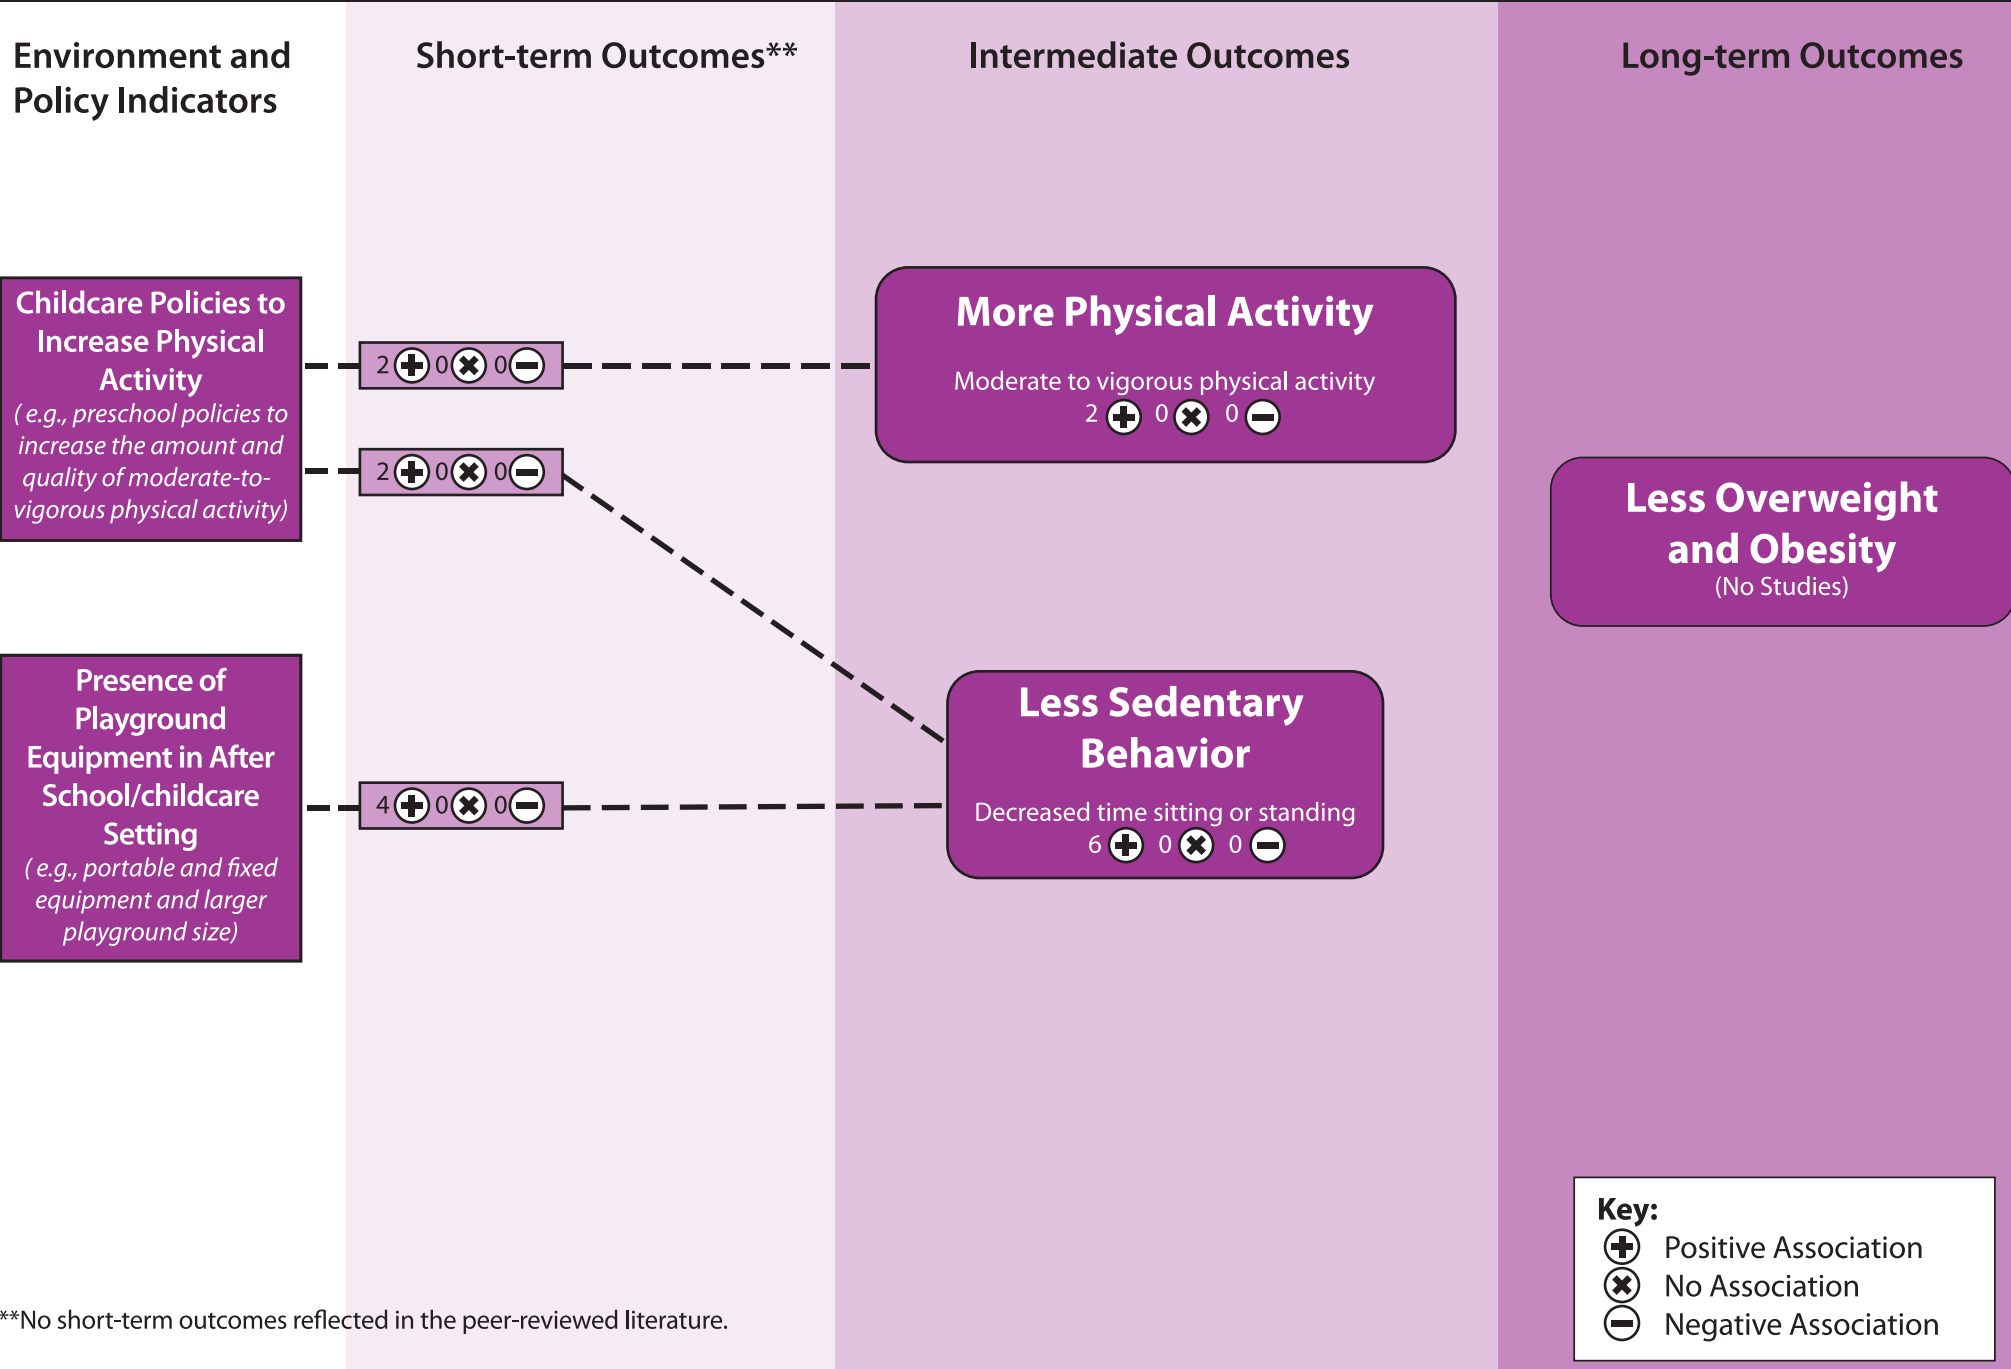 Environment and
Policy Indicators
Short-term Outcomes**
Intermediate Outcomes
Long-term Outcomes
Childcare Policies to
Increase Physical
Activity
( e.g., preschool policies to
increase the amount and
quality of moderate-to-
vigorous physical activity)
2 0 0
2 0 0
More Physical Activity
Moderate to vigorous physical activity
2 0 0
Less Overweight
and Obesity
(No Studies)
Presence of
Playground
Equipment in After
School/childcare
Setting
( e.g., portable and fixed
equipment and larger
playground size)
4 0 0
Less Sedentary
Behavior
Decreased time sitting or standing
6 0 0
Key:
Positive Association
No Association
Negative Association
**No short-term outcomes reflected in the peer-reviewed literature.